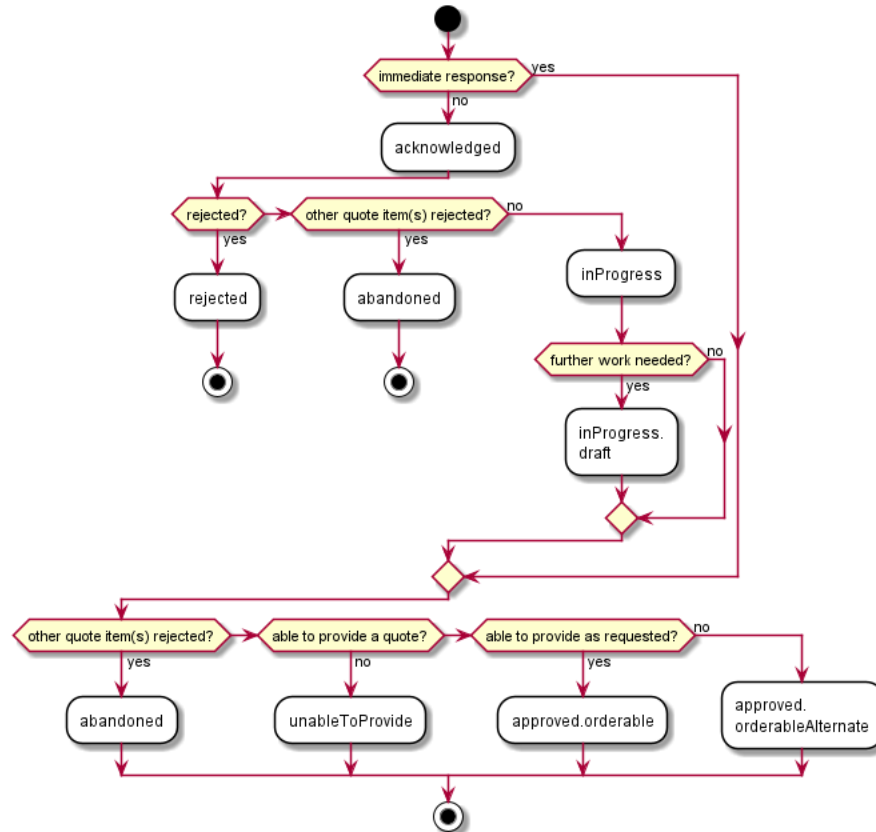 immediate response?
yes
no
acknowledged
rejected?
other quote item(s) rejected?
no
yes
yes
inProgress
rejected
abandoned
further work needed?
no
yes
inProgress.
draft
other quote item(s) rejected?
able to provide a quote?
able to provide as requested?
no
yes
no
yes
abandoned
unableToProvide
approved.orderable
approved.
orderableAlternate